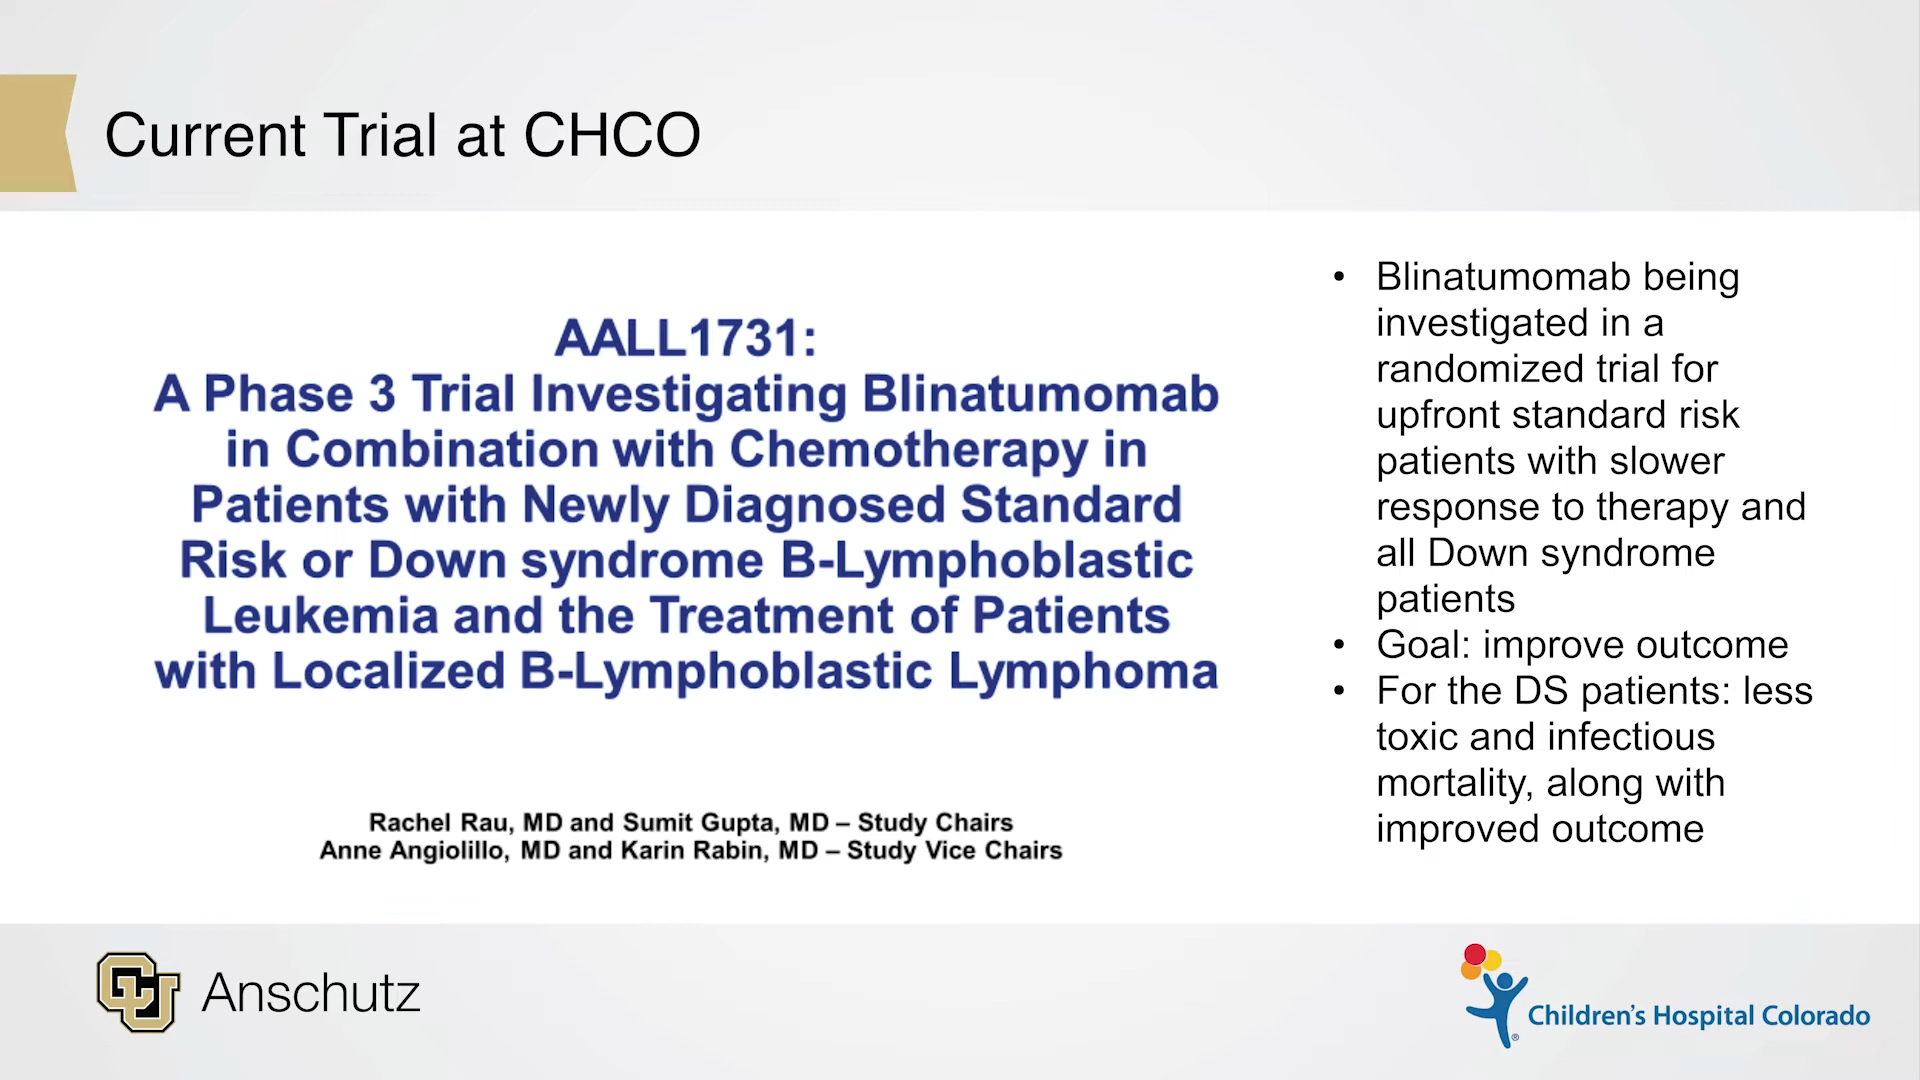 Current Trial at CHCO
AALL1731:
A Phase 3 Trial Investigating Blinatumomab
in Combination with Chemotherapy in
Patients with Newly Diagnosed Standard
Risk or Down syndrome B-Lymphoblastic
Leukemia and the Treatment of Patients
with Localized B-Lymphoblastic Lymphoma
Rachel Rau, MD and Sumit Gupta, MD – Study Chairs
Anne Angiolillo, MD and Karin Rabin, MD – Study Vice Chairs
• Blinatumomab being
investigated in a
randomized trial for
upfront standard risk
patients with slower
response to therapy and
all Down syndrome
patients
• Goal: improve outcome
• For the DS patients: less
toxic and infectious
mortality, along with
improved outcome
CU Anschutz
Children's Hospital Colorado
®